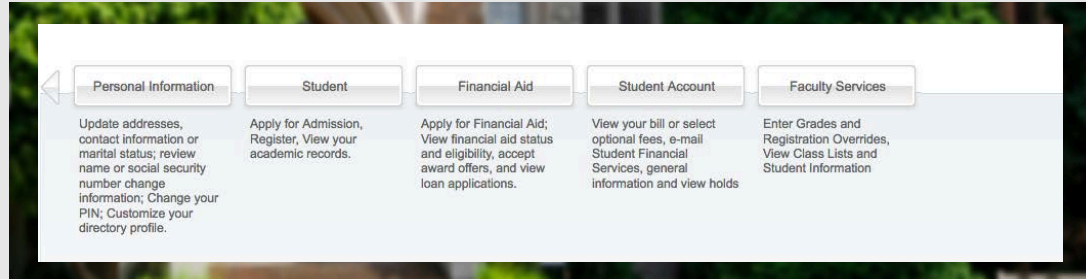 Personal Information
Student
Financial Aid
Student Account
Faculty Services
Update addresses,
contact information or
marital status; review
name or social security
number change
information; Change your
PIN; Customize your
directory profile.
Apply for Admission,
Register, View your
academic records.
Apply for Financial Aid;
View financial aid status
and eligibility, accept
award offers, and view
loan applications.
View your bill or select
optional fees, e-mail
Student Financial
Services, general
information and view holds
Enter Grades and
Registration Overrides,
View Class Lists and
Student Information